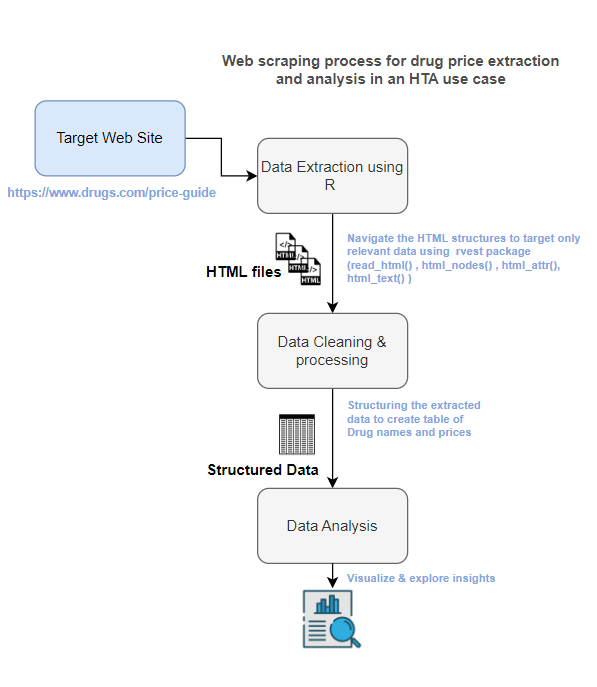 Web scraping process for drug price extraction
and analysis in an HTA use case
Target Web Site
https://www.drugs.com/price-guide
Data Extraction using
R
Navigate the HTML structures to target only
relevant data using rvest package
(read_html() , html_nodes() , html_attr(),
html_text() )
HTML
HTML
HTML
HTML files
Data Cleaning &
processing
Structuring the extracted
data to create table of
Drug names and prices
Structured Data
Data Analysis
Visualize & explore insights